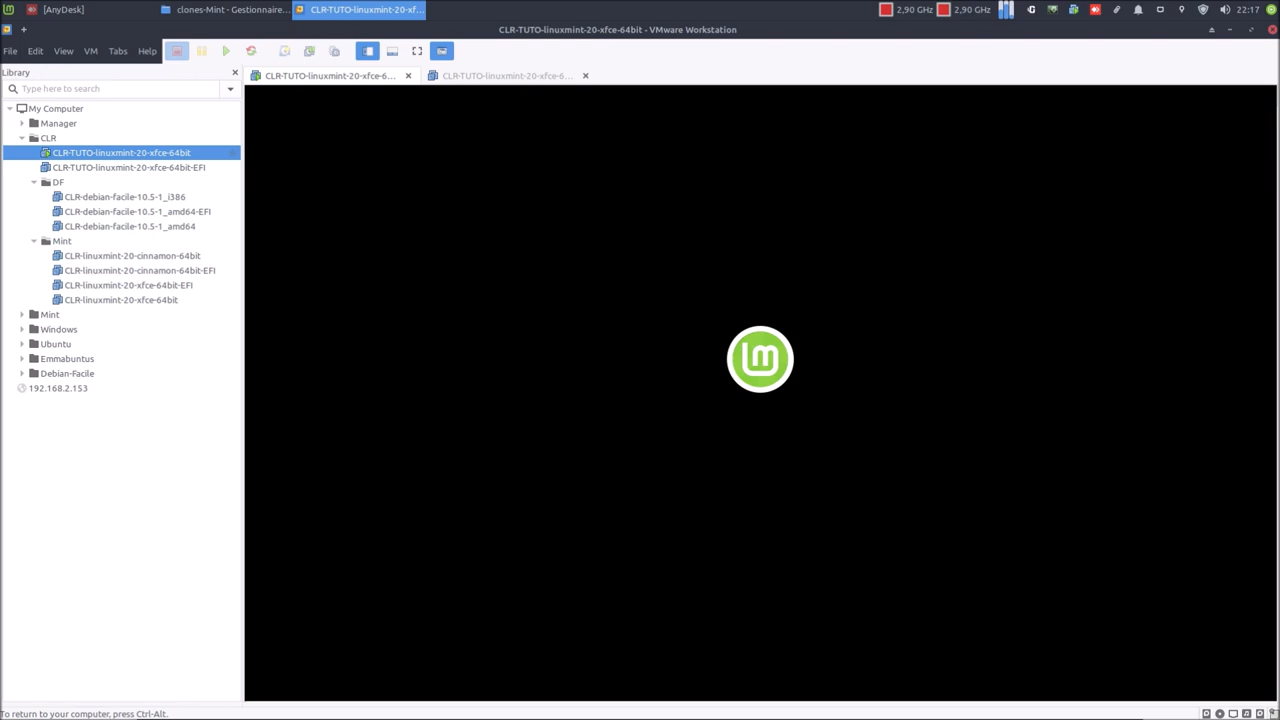 [AnyDesk]
clones-Mint - Gestionnaire...
CLR-TUTO-linuxmint-20-xf...
2,90 GHz
2,90 GHz
22:17
CLR-TUTO-linuxmint-20-xfce-64bit - VMware Workstation
File Edit View VM Tabs Help
Library
CLR-TUTO-linuxmint-20-xfce-6...
CLR-TUTO-linuxmint-20-xfce-6...
Type here to search
My Computer
Manager
CLR
CLR-TUTO-linuxmint-20-xfce-64bit
CLR-TUTO-linuxmint-20-xfce-64bit-EFI
DF
CLR-debian-facile-10.5-1_i386
CLR-debian-facile-10.5-1_amd64-EFI
CLR-debian-facile-10.5-1_amd64
Mint
CLR-linuxmint-20-cinnamon-64bit
CLR-linuxmint-20-cinnamon-64bit-EFI
CLR-linuxmint-20-xfce-64bit-EFI
CLR-linuxmint-20-xfce-64bit
Mint
Windows
Ubuntu
Emmabuntus
Debian-Facile
192.168.2.153
lm
To return to your computer, press Ctrl-Alt.